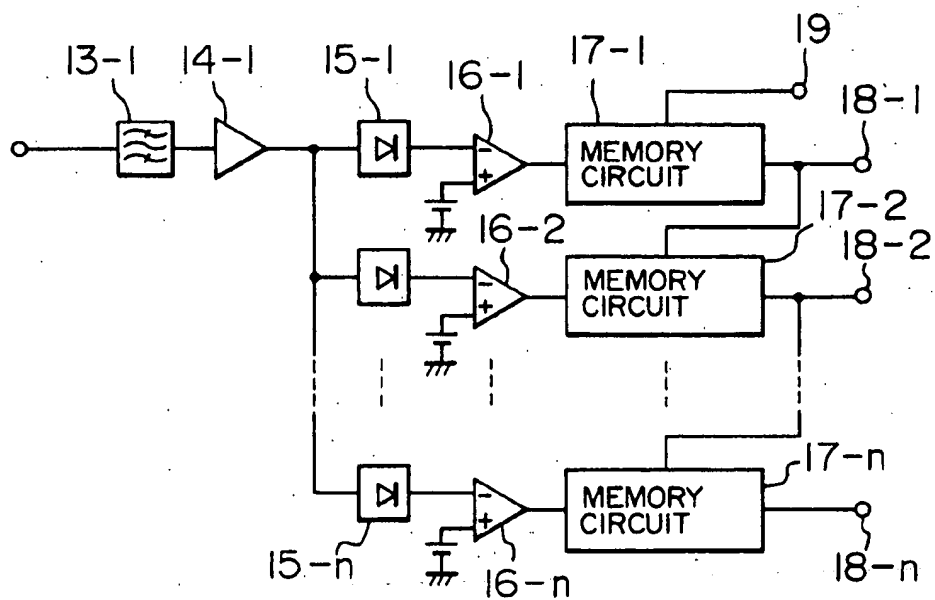 19
13-1 14-1 15-1 16-1 17-1 18-1
MEMORY
CIRCUIT
-
+
17-2
16-2 18-2
MEMORY
CIRCUIT
-
+
17-n
MEMORY
CIRCUIT
-
+
15-n 16-n 18-n